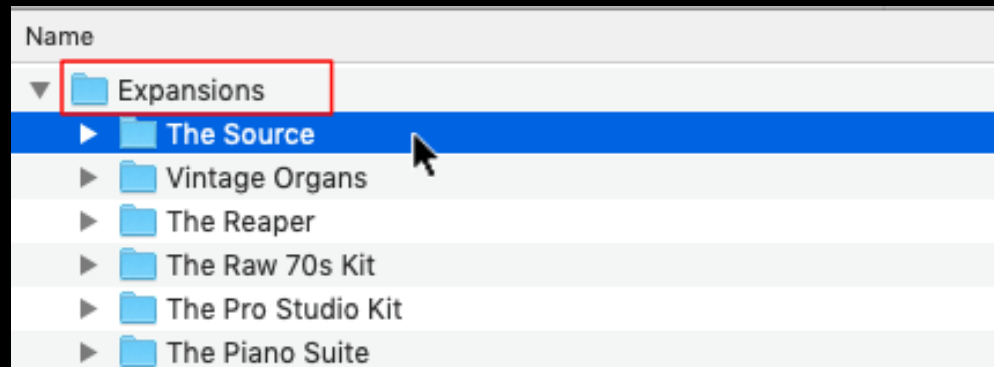 Name
Expansions
The Source
Vintage Organs
The Reaper
The Raw 70s Kit
The Pro Studio Kit
The Piano Suite